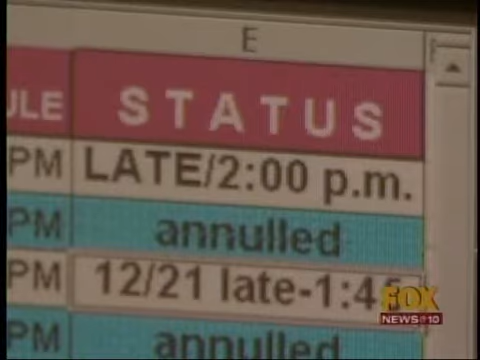 E
ULE STATUS
PM LATE/2:00 p.m.
PM annulled
PM 12/21 late-1:45
PM annulled
FOX
NEWS @ 10